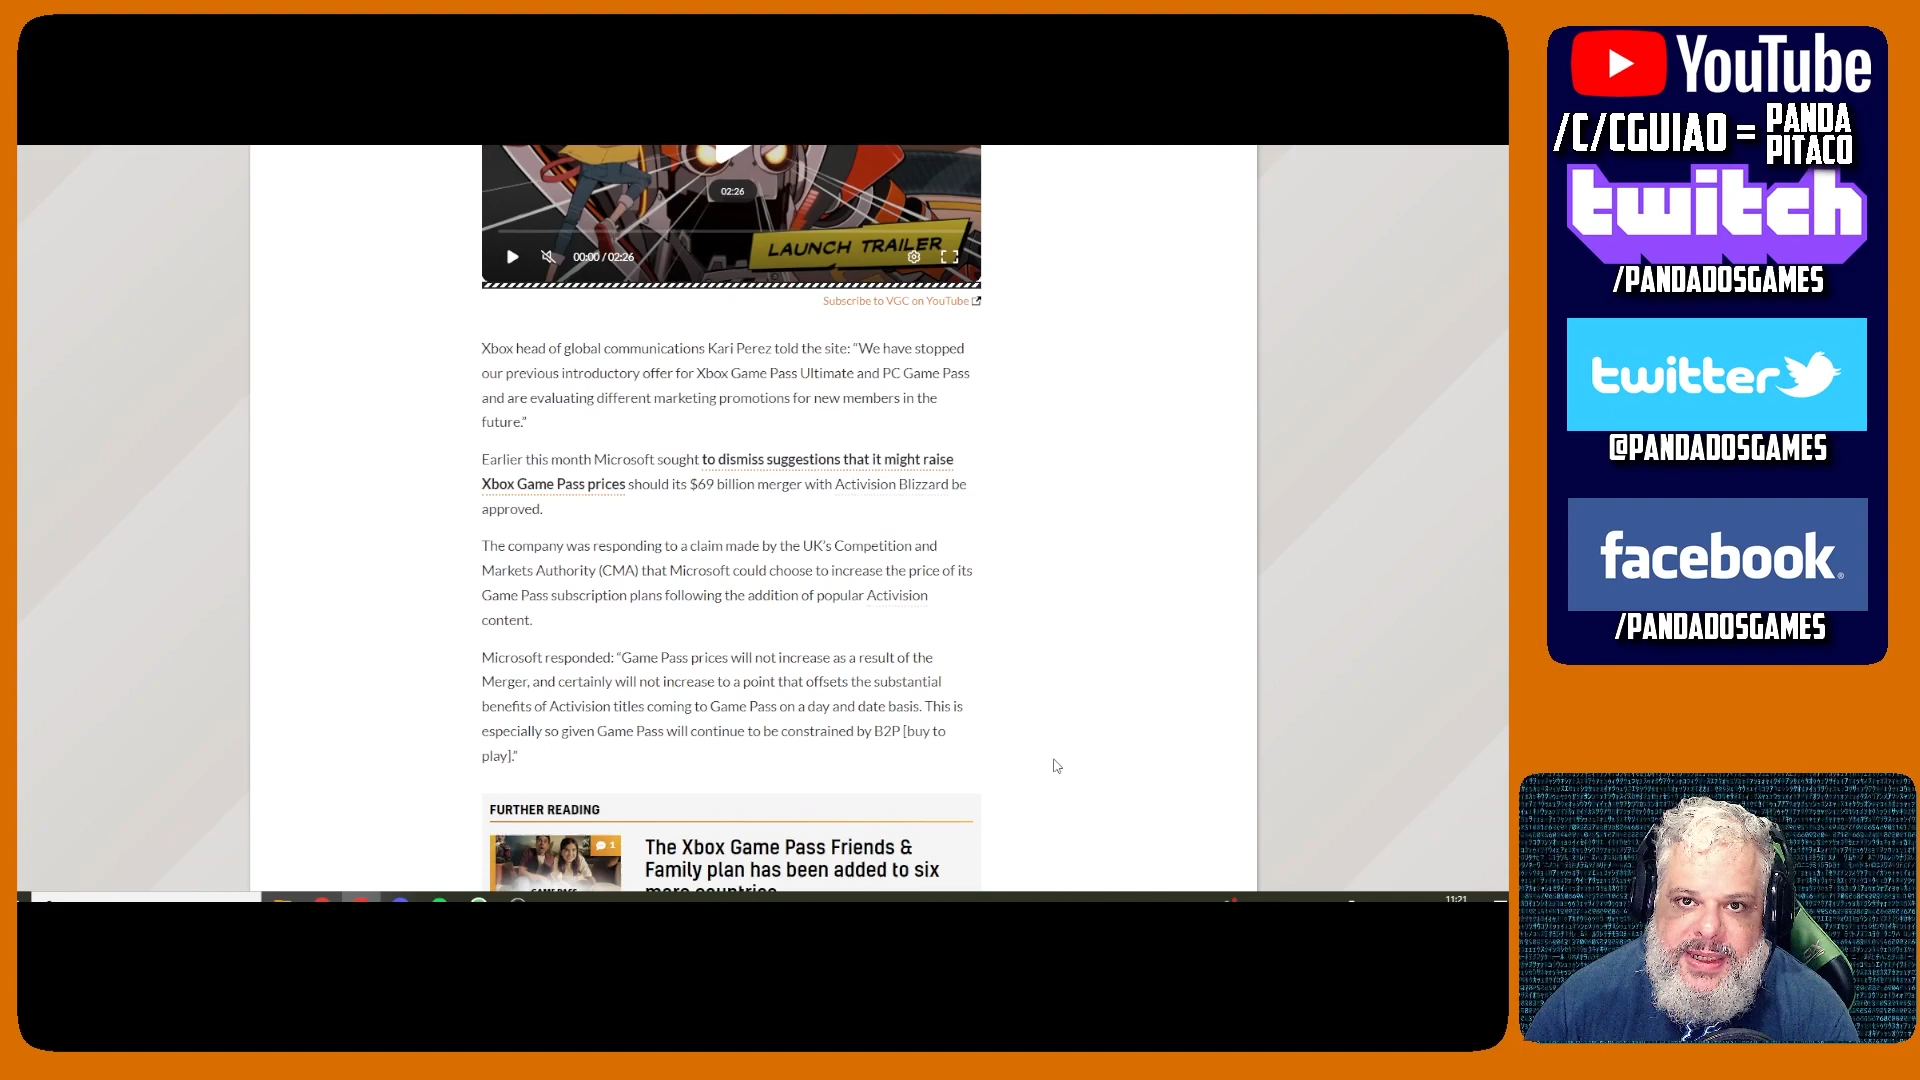 02:26
LAUNCH TRAILER
00:00 / 02:26
Subscribe to VGC on YouTube
Xbox head of global communications Kari Perez told the site: “We have stopped
our previous introductory offer for Xbox Game Pass Ultimate and PC Game Pass
and are evaluating different marketing promotions for new members in the
future.”
Earlier this month Microsoft sought to dismiss suggestions that it might raise
Xbox Game Pass prices should its $69 billion merger with Activision Blizzard be
approved.
The company was responding to a claim made by the UK’s Competition and
Markets Authority (CMA) that Microsoft could choose to increase the price of its
Game Pass subscription plans following the addition of popular Activision
content.
Microsoft responded: “Game Pass prices will not increase as a result of the
Merger, and certainly will not increase to a point that offsets the substantial
benefits of Activision titles coming to Game Pass on a day and date basis. This is
especially so given Game Pass will continue to be constrained by B2P [buy to
play].”
FURTHER READING
1
The Xbox Game Pass Friends &
Family plan has been added to six
more countries
GAME PASS
11:21
YouTube
/C/CGUIAO = PANDA
PITACO
twitch
/PANDADOSGAMES
twitter
@PANDADOSGAMES
facebook
/PANDADOSGAMES